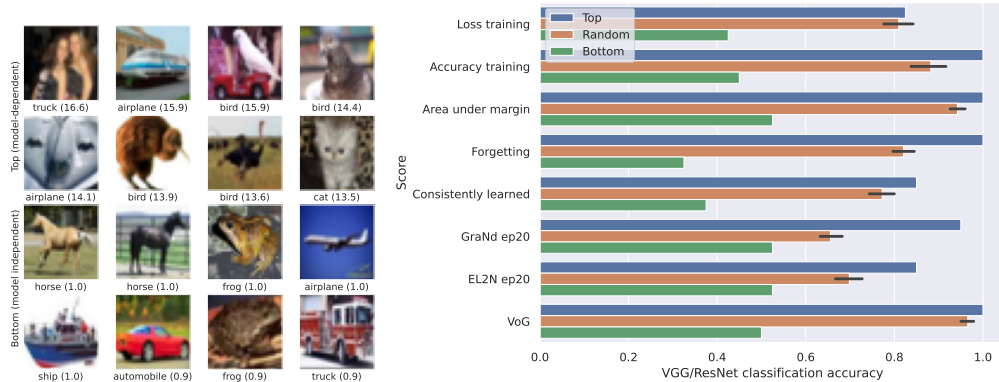 Top (model-dependent)
truck (16.6)
airplane (15.9)
bird (15.9)
bird (14.4)
airplane (14.1)
bird (13.9)
bird (13.6)
cat (13.5)
Bottom (model independent)
horse (1.0)
horse (1.0)
frog (1.0)
airplane (1.0)
ship (1.0)
automobile (0.9)
frog (0.9)
truck (0.9)
Score
Loss training
Accuracy training
Area under margin
Forgetting
Consistently learned
GraNd ep20
EL2N ep20
VoG
Top
Random
Bottom
0.0 0.2 0.4 0.6 0.8 1.0
VGG/ResNet classification accuracy